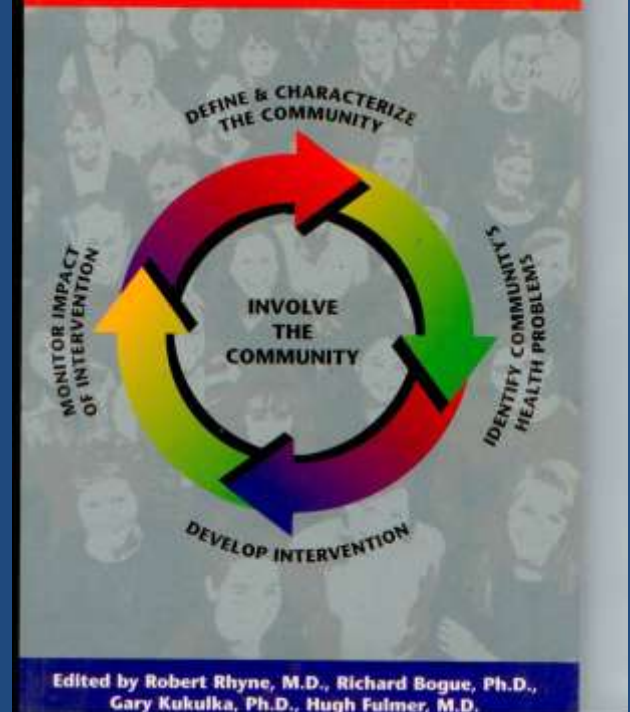 DEFINE & CHARACTERIZE
THE COMMUNITY
IDENTIFY COMMUNITY'S
HEALTH PROBLEMS
DEVELOP INTERVENTION
MONITOR IMPACT
OF INTERVENTION
INVOLVE
THE
COMMUNITY
Edited by Robert Rhyne, M.D., Richard Bogue, Ph.D.,
Gary Kukulka, Ph.D., Hugh Fulmer, M.D.